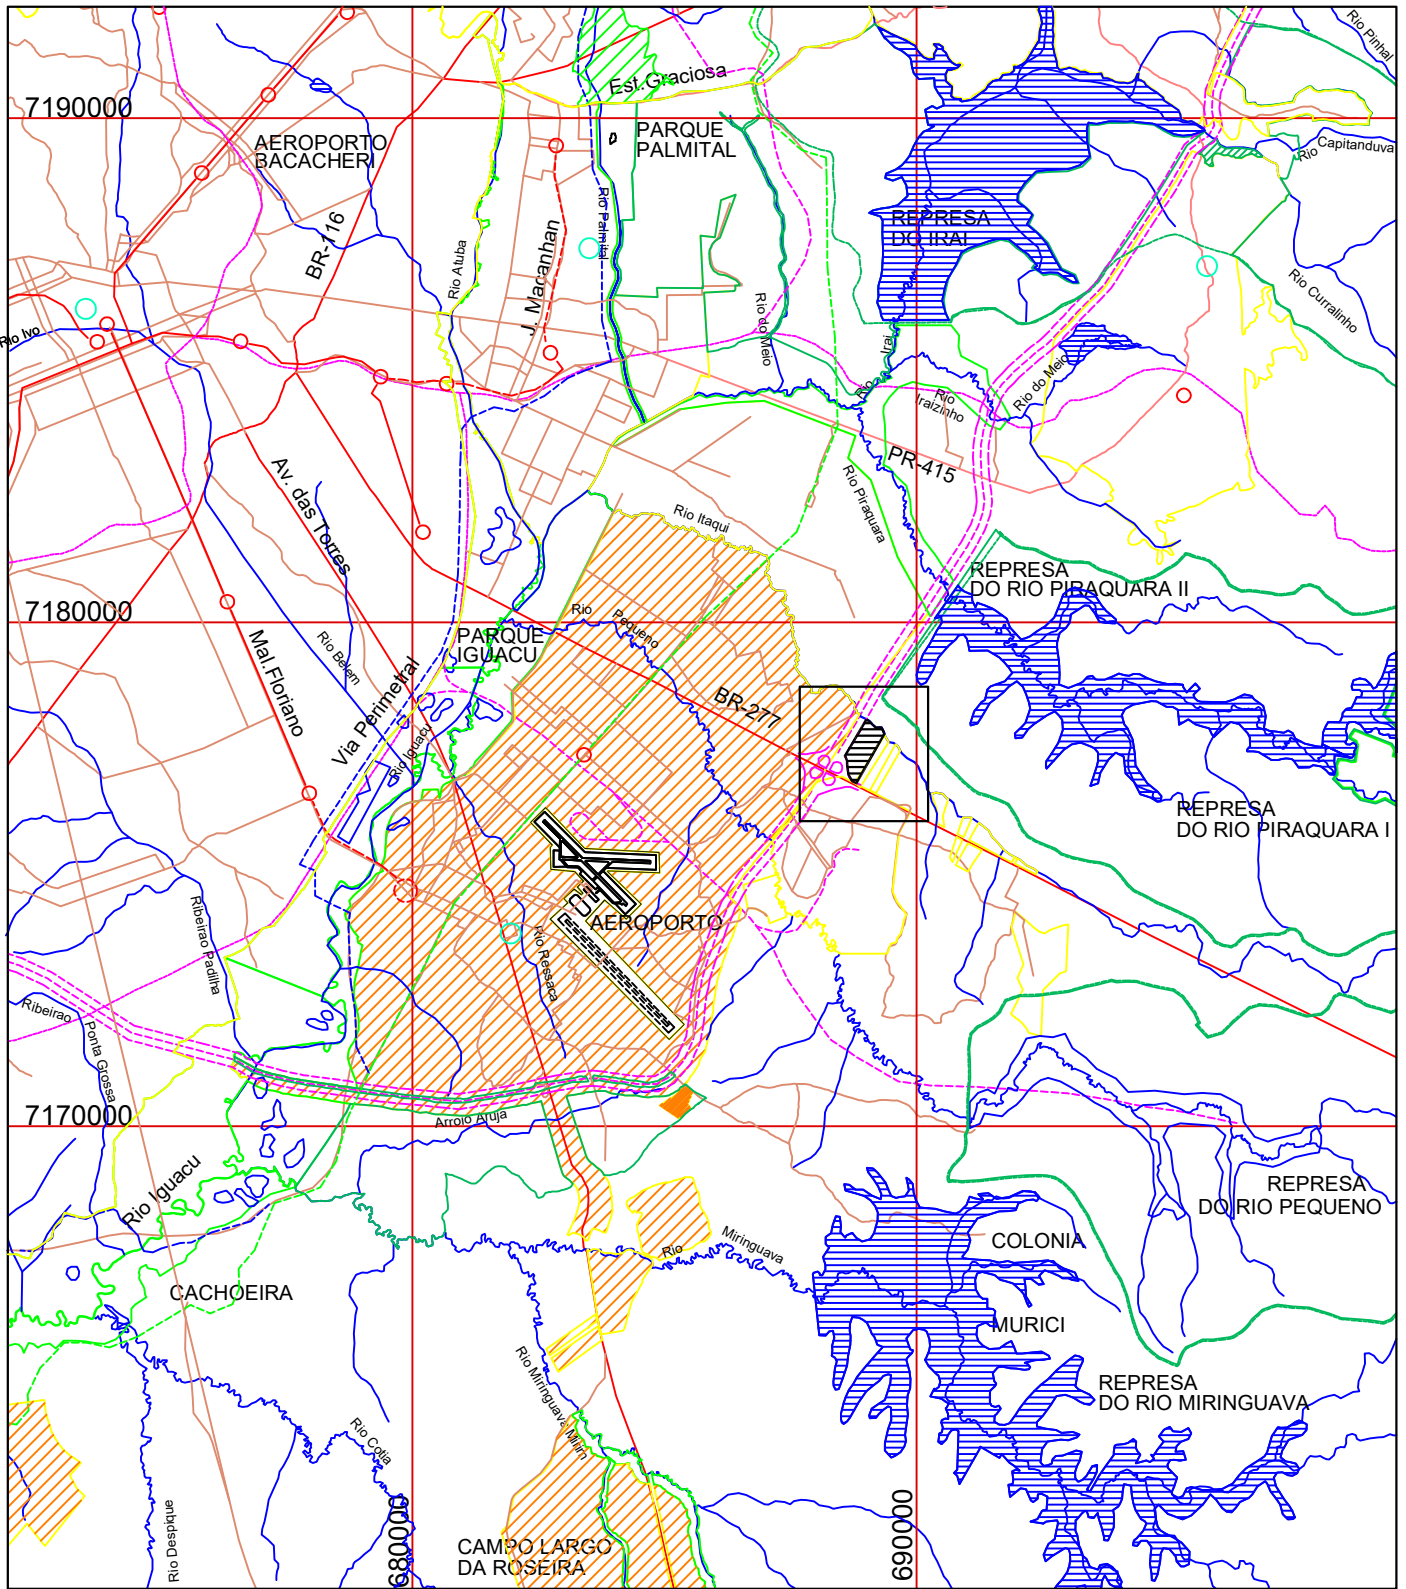 Rio Pinhal
Est.Graciosa
7190000
PARQUE
PALMITAL
AEROPORTO
BACACHERI
Rio
Capitanduva
BR-116
Rio Atuba
J. Macanhan
Rio Palmital
REPRESA
DO IRAI
Rio do Meio
Rio Curralinho
Rio Ivo
Rio Irai
Rio do Meio
Rio
Iraizinho
PR-415
Av. das Torres
Rio Piraquara
Rio Itaqui
REPRESA
DO RIO PIRAQUARA II
7180000
Rio
Pequeno
PARQUE
IGUACU
Mal.Floriano
Rio Belem
Via Perimetral
Rio Iguacu
BR-277
REPRESA
DO RIO PIRAQUARA I
Ribeirao Padilha
AEROPORTO
Rio Ressaca
Ribeirao
Ponta Grossa
7170000
Arroio Aruja
Rio Iguacu
REPRESA
DO RIO PEQUENO
Rio
Miringuava
COLONIA
CACHOEIRA
MURICI
Rio Miringuava Mirim
REPRESA
DO RIO MIRINGUAVA
Rio Cotia
Rio Despique
680000
690000
CAMPO LARGO
DA ROSEIRA